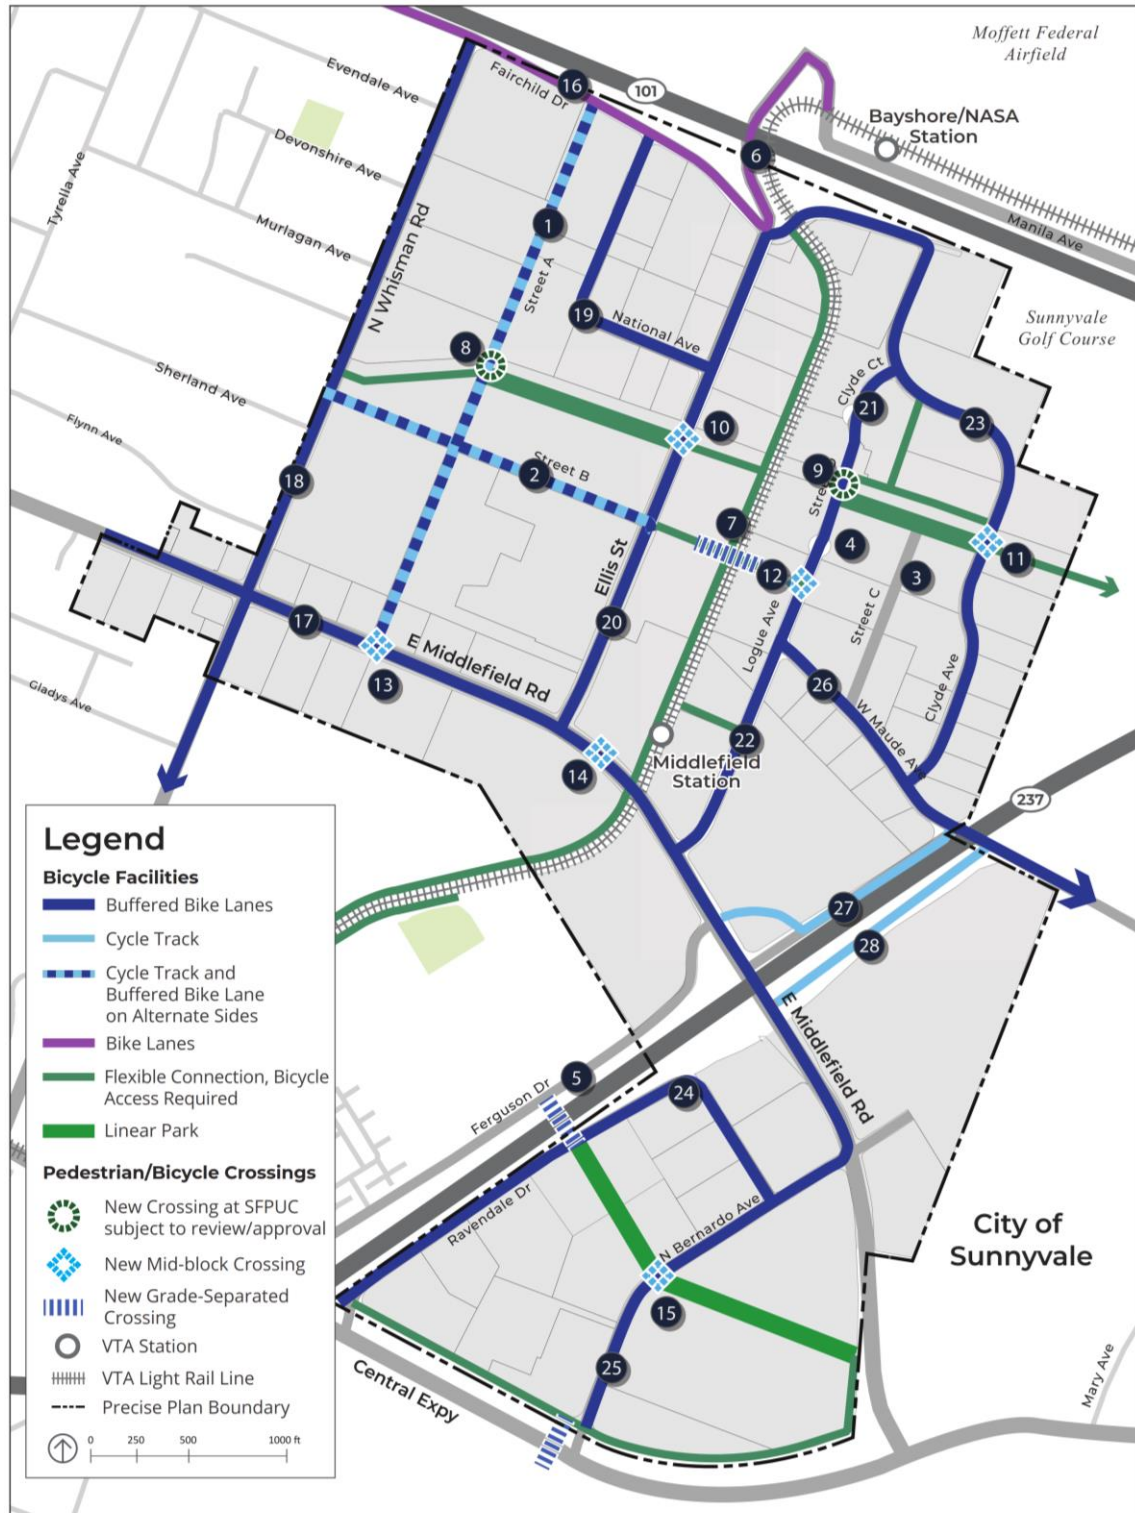 Moffett Federal
Airfield
Evendale Ave
Fairchild Dr
16
101
Bayshore/NASA
Station
6
Devonshire Ave
Tyrella Ave
Murlagan Ave
Manila Ave
N Whisman Rd
1
Street A
19
National Ave
Sunnyvale
Golf Course
8
Sherland Ave
Clyde Ct
21
23
10
Flynn Ave
18
2
Street B
9
Street
7
4
11
12
3
Ellis St
20
Logue Ave
Street C
17
E Middlefield Rd
13
Gladys Ave
26
W Maude Ave
Clyde Ave
22
Middlefield
Station
14
237
27
28
E Middlefield Rd
5
Ferguson Dr
24
Ravendale Dr
N Bernardo Ave
15
25
Central Expy
City of
Sunnyvale
Mary Ave
Legend
Bicycle Facilities
Buffered Bike Lanes
Cycle Track
Cycle Track and
Buffered Bike Lane
on Alternate Sides
Bike Lanes
Flexible Connection, Bicycle
Access Required
Linear Park
Pedestrian/Bicycle Crossings
New Crossing at SFPUC
subject to review/approval
New Mid-block Crossing
New Grade-Separated
Crossing
VTA Station
VTA Light Rail Line
Precise Plan Boundary
0 250 500 1000 ft